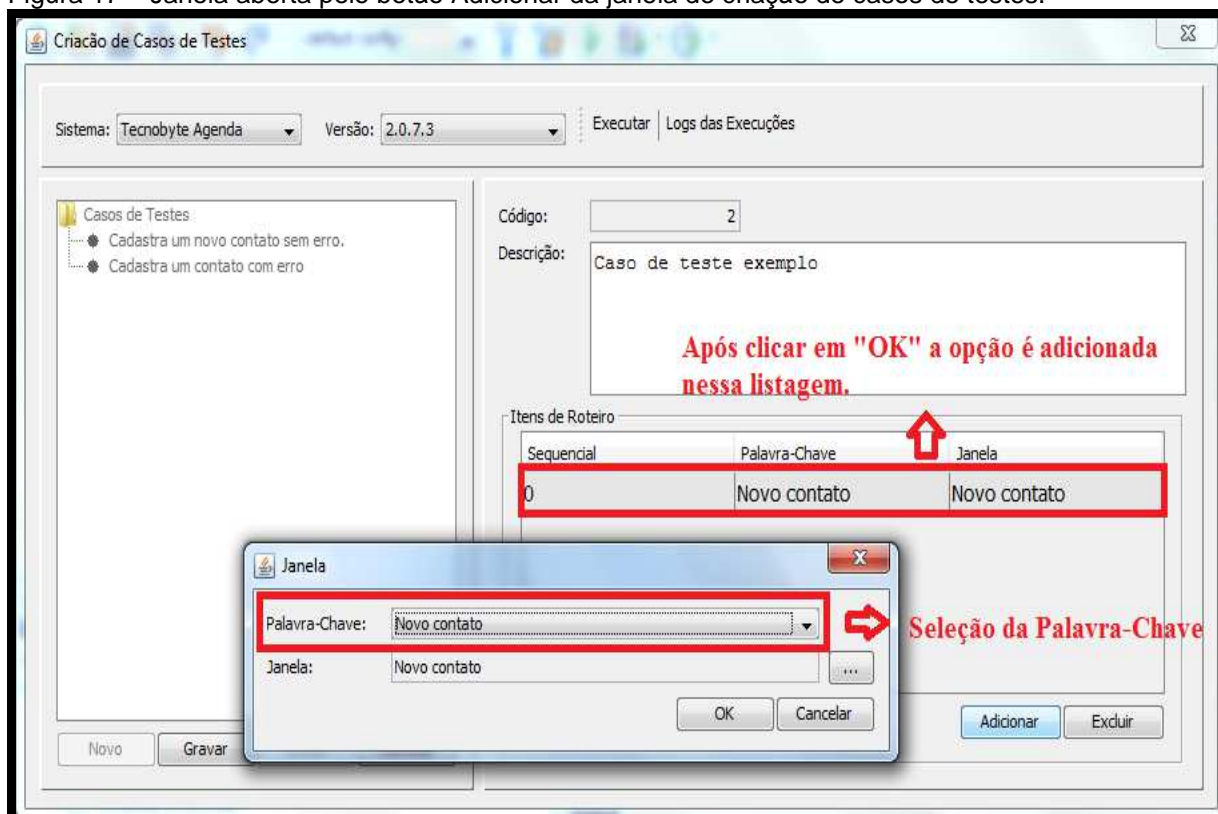 Figura 17 – Janela aberta pelo botão Adicionar da janela de criação de casos de testes.
Criacão de Casos de Testes
Sistema: Tecnobyte Agenda Versão: 2.0.7.3 Executar Logs das Execuções
Casos de Testes
Cadastra um novo contato sem erro.
Cadastra um contato com erro
Código: 2
Descrição: Caso de teste exemplo
Após clicar em "OK" a opção é adicionada
nessa listagem.
Itens de Roteiro
Sequencial Palavra-Chave Janela
0 Novo contato Novo contato
Janela
Palavra-Chave: Novo contato
Seleção da Palavra-Chave
Janela: Novo contato ...
OK Cancelar
Adicionar Excluir
Novo Gravar